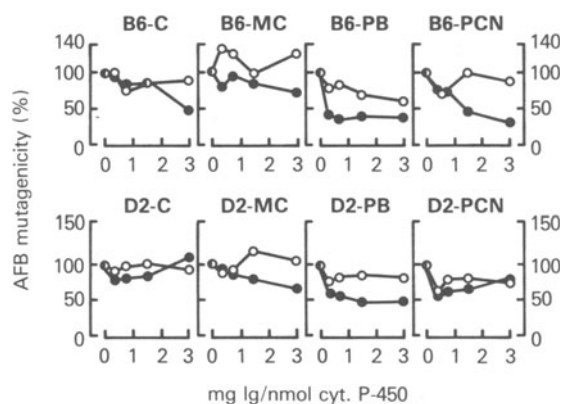 B6-C B6-MC B6-PB B6-PCN
140 140
100 100
50 50
0 0
0 1 2 3 0 1 2 3 0 1 2 3 0 1 2 3
D2-C D2-MC D2-PB D2-PCN
150 150
100 100
50 50
0 0
0 1 2 3 0 1 2 3 0 1 2 3 0 1 2 3
AFB mutagenicity (%)
mg Ig/nmol cyt. P-450